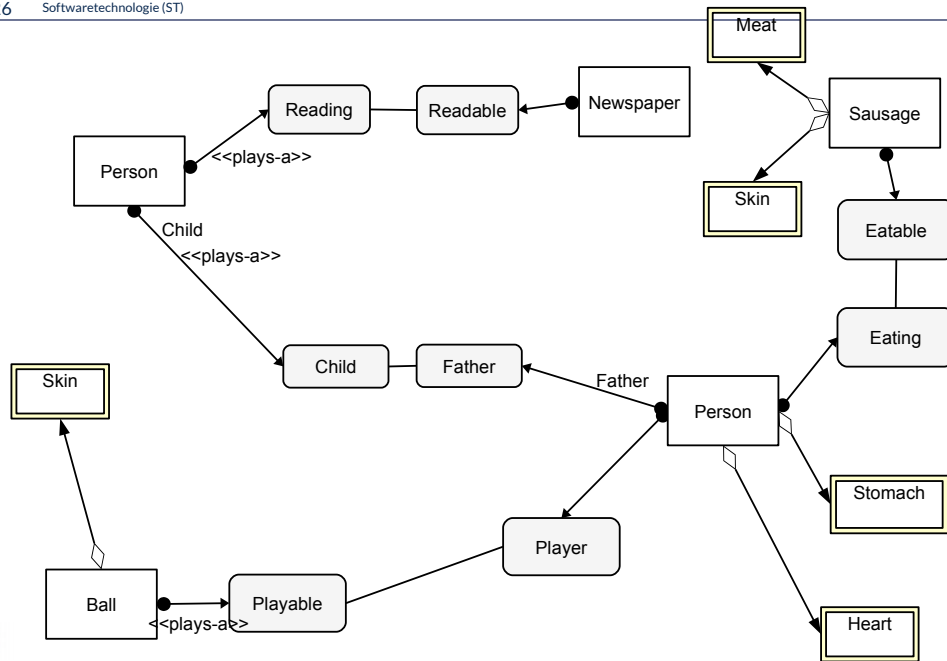 6 Softwaretechnologie (ST)
Meat
Reading
Readable
Newspaper
Sausage
Person
<<plays-a>>
Skin
Child
<<plays-a>>
Eatable
Eating
Skin
Child
Father
Father
Person
Stomach
Player
Ball
Playable
<<plays-a>>
Heart